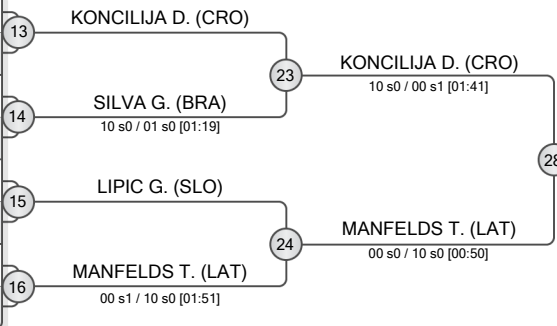 13
KONCILIJA D. (CRO)
23
KONCILIJA D. (CRO)
10 s0 / 00 s1 [01:41]
14
SILVA G. (BRA)
10 s0 / 01 s0 [01:19]
28
15
LIPIC G. (SLO)
24
MANFELDS T. (LAT)
00 s0 / 10 s0 [00:50]
16
MANFELDS T. (LAT)
00 s1 / 10 s0 [01:51]